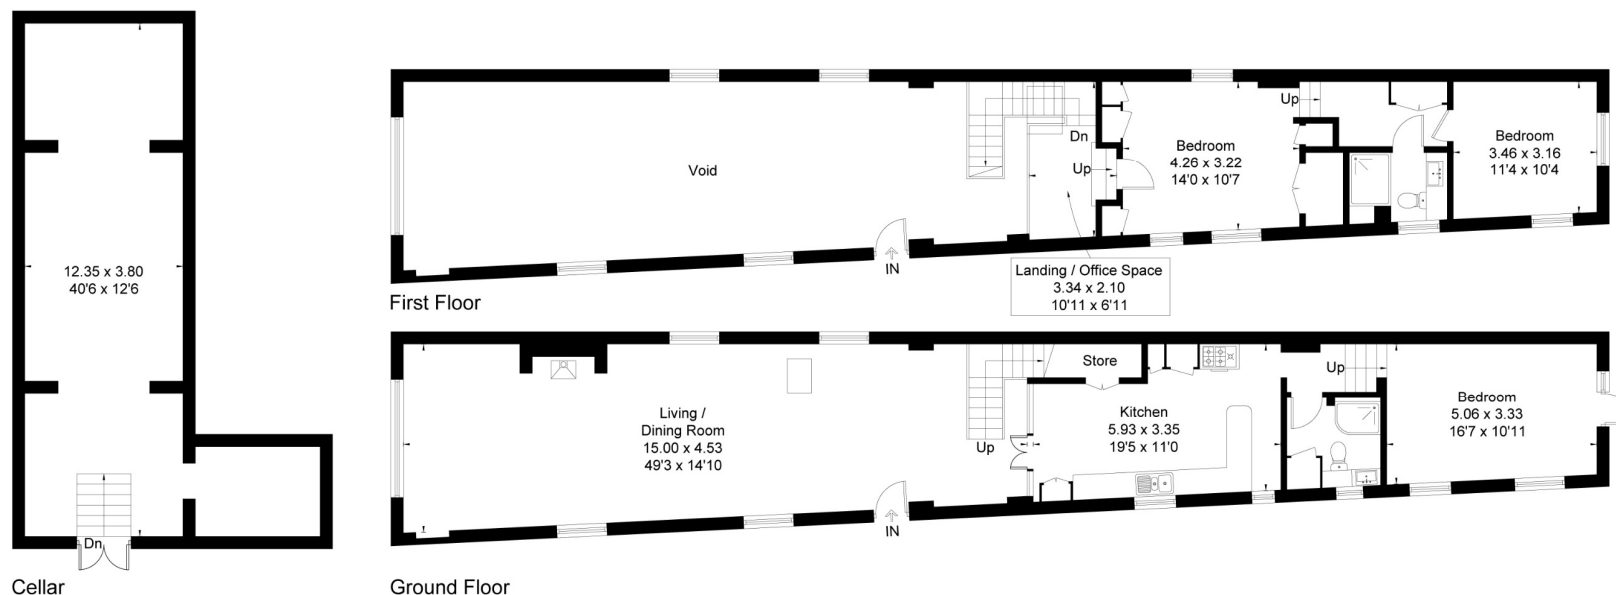 12.35 x 3.80
40'6 x 12'6
Dn
Cellar
Void
Dn
Up
Bedroom
4.26 x 3.22
14'0 x 10'7
Up
Bedroom
3.46 x 3.16
11'4 x 10'4
IN
Landing / Office Space
3.34 x 2.10
10'11 x 6'11
First Floor
Living /
Dining Room
15.00 x 4.53
49'3 x 14'10
Up
Store
Kitchen
5.93 x 3.35
19'5 x 11'0
Up
Bedroom
5.06 x 3.33
16'7 x 10'11
IN
Ground Floor